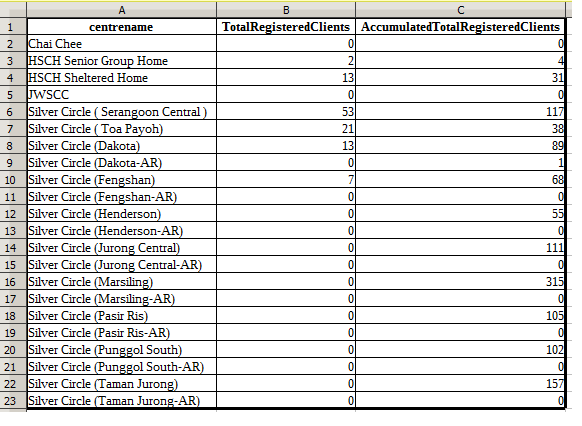 A B C
1 centrename TotalRegisteredClients AccumulatedTotalRegisteredClients
2 Chai Chee 0 0
3 HSCH Senior Group Home 2 4
4 HSCH Sheltered Home 13 31
5 JWSCC 0 0
6 Silver Circle ( Serangoon Central ) 53 117
7 Silver Circle ( Toa Payoh) 21 38
8 Silver Circle (Dakota) 13 89
9 Silver Circle (Dakota-AR) 0 1
10 Silver Circle (Fengshan) 7 68
11 Silver Circle (Fengshan-AR) 0 0
12 Silver Circle (Henderson) 0 55
13 Silver Circle (Henderson-AR) 0 0
14 Silver Circle (Jurong Central) 0 111
15 Silver Circle (Jurong Central-AR) 0 0
16 Silver Circle (Marsiling) 0 315
17 Silver Circle (Marsiling-AR) 0 0
18 Silver Circle (Pasir Ris) 0 105
19 Silver Circle (Pasir Ris-AR) 0 0
20 Silver Circle (Punggol South) 0 102
21 Silver Circle (Punggol South-AR) 0 0
22 Silver Circle (Taman Jurong) 0 157
23 Silver Circle (Taman Jurong-AR) 0 0